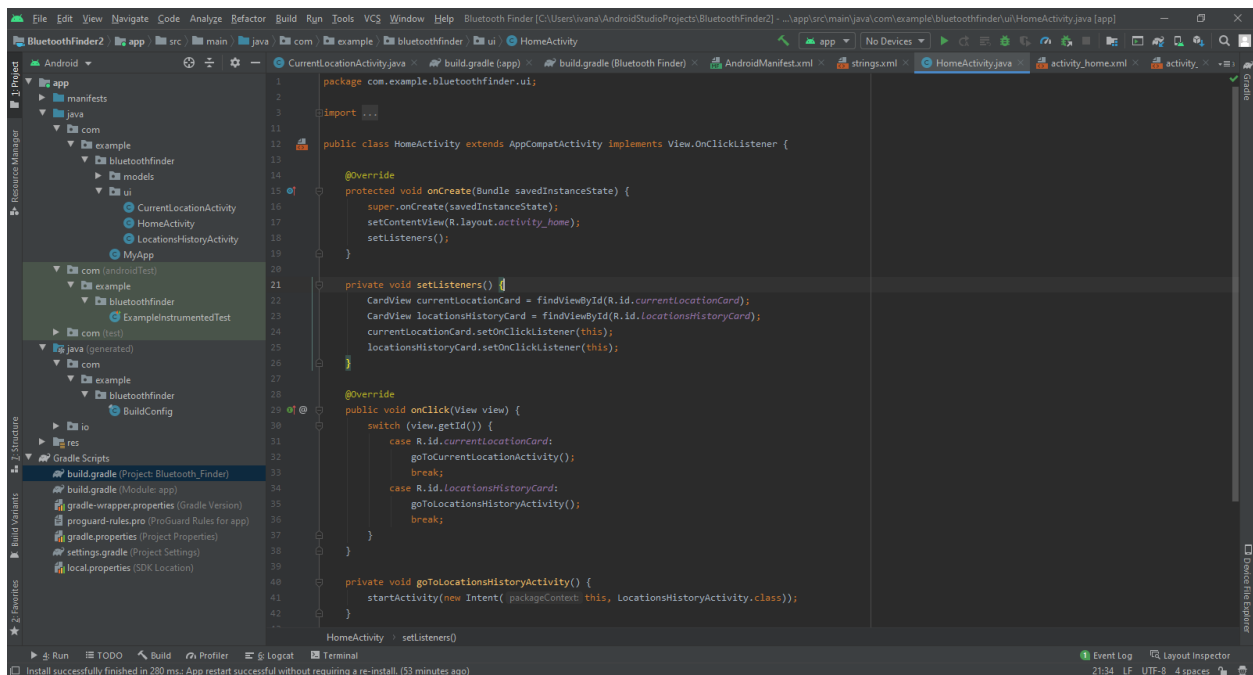 File Edit View Navigate Code Analyze Refactor Build Run Tools VCS Window Help Bluetooth Finder [C:\Users\ivana\AndroidStudioProjects\BluetoothFinder2] - ...\app\src\main\java\com\example\bluetoothfinder\ui\HomeActivity.java [app]
BluetoothFinder2 app src main java com example bluetoothfinder ui HomeActivity app No Devices
Android CurrentLocationActivity.java build.gradle (:app) build.gradle (Bluetooth Finder) AndroidManifest.xml strings.xml HomeActivity.java activity_home.xml activity_
1: Project
Resource Manager
7: Structure
Build Variants
2: Favorites
Gradle
Device File Explorer
app
manifests
java
com
example
bluetoothfinder
models
ui
CurrentLocationActivity
HomeActivity
LocationsHistoryActivity
MyApp
com (androidTest)
example
bluetoothfinder
ExampleInstrumentedTest
com (test)
java (generated)
com
example
bluetoothfinder
BuildConfig
io
res
Gradle Scripts
build.gradle (Project: Bluetooth_Finder)
build.gradle (Module: app)
gradle-wrapper.properties (Gradle Version)
proguard-rules.pro (ProGuard Rules for app)
gradle.properties (Project Properties)
settings.gradle (Project Settings)
local.properties (SDK Location)
1 package com.example.bluetoothfinder.ui;
2
3 import ...
11
12 public class HomeActivity extends AppCompatActivity implements View.OnClickListener {
13
14 @Override
15 protected void onCreate(Bundle savedInstanceState) {
16 super.onCreate(savedInstanceState);
17 setContentView(R.layout.activity_home);
18 setListeners();
19 }
20
21 private void setListeners() {
22 CardView currentLocationCard = findViewById(R.id.currentLocationCard);
23 CardView locationsHistoryCard = findViewById(R.id.locationsHistoryCard);
24 currentLocationCard.setOnClickListener(this);
25 locationsHistoryCard.setOnClickListener(this);
26 }
27
28 @Override
29 @ public void onClick(View view) {
30 switch (view.getId()) {
31 case R.id.currentLocationCard:
32 goToCurrentLocationActivity();
33 break;
34 case R.id.locationsHistoryCard:
35 goToLocationsHistoryActivity();
36 break;
37 }
38 }
39
40 private void goToLocationsHistoryActivity() {
41 startActivity(new Intent( packageContext: this, LocationsHistoryActivity.class));
42 }
HomeActivity setListeners()
4: Run TODO Build Profiler 6: Logcat Terminal 1 Event Log Layout Inspector
Install successfully finished in 280 ms.: App restart successful without requiring a re-install. (53 minutes ago) 21:34 LF UTF-8 4 spaces